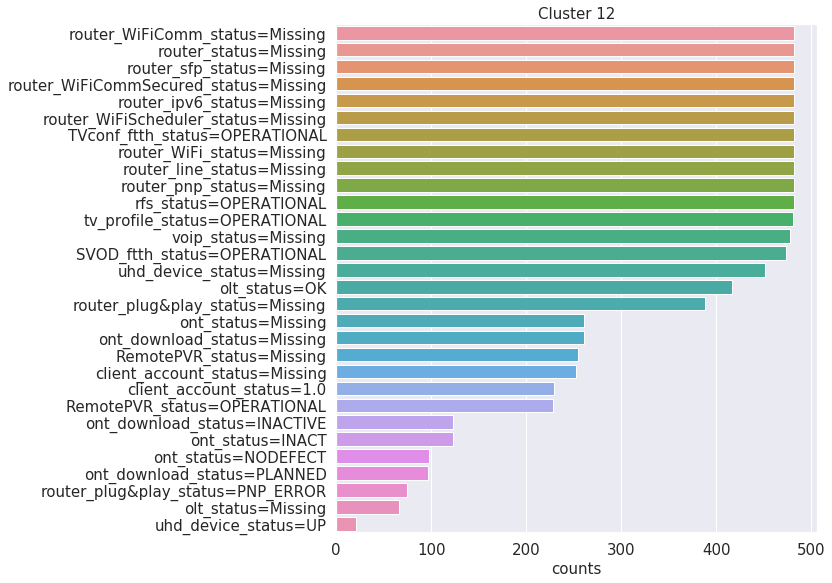 Cluster 12
router_WiFiComm_status=Missing
router_status=Missing
router_sfp_status=Missing
router_WiFiCommSecured_status=Missing
router_ipv6_status=Missing
router_WiFiScheduler_status=Missing
TVconf_ftth_status=OPERATIONAL
router_WiFi_status=Missing
router_line_status=Missing
router_pnp_status=Missing
rfs_status=OPERATIONAL
tv_profile_status=OPERATIONAL
voip_status=Missing
SVOD_ftth_status=OPERATIONAL
uhd_device_status=Missing
olt_status=OK
router_plug&play_status=Missing
ont_status=Missing
ont_download_status=Missing
RemotePVR_status=Missing
client_account_status=Missing
client_account_status=1.0
RemotePVR_status=OPERATIONAL
ont_download_status=INACTIVE
ont_status=INACT
ont_status=NODEFECT
ont_download_status=PLANNED
router_plug&play_status=PNP_ERROR
olt_status=Missing
uhd_device_status=UP
0 100 200 300 400 500
counts